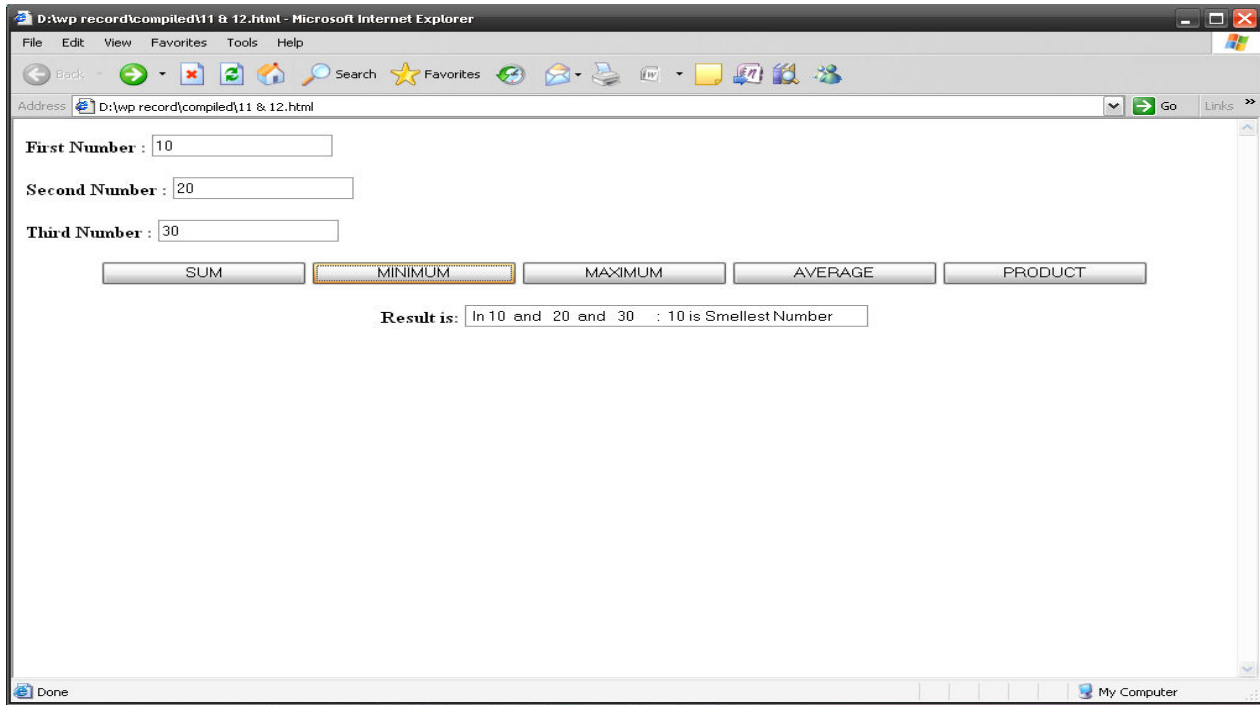 D:\wp record\compiled\11 & 12.html - Microsoft Internet Explorer
File Edit View Favorites Tools Help
Back Search Favorites
Address D:\wp record\compiled\11 & 12.html Go Links »
First Number : 10
Second Number : 20
Third Number : 30
SUM MINIMUM MAXIMUM AVERAGE PRODUCT
Result is: In 10 and 20 and 30 : 10 is Smellest Number
Done My Computer